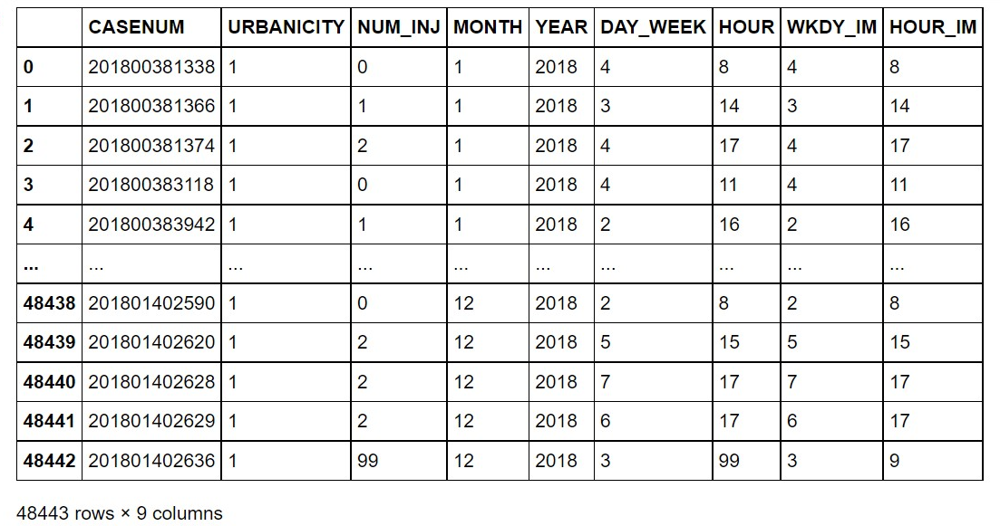 CASENUM URBANICITY NUM_INJ MONTH YEAR DAY_WEEK HOUR WKDY_IM HOUR_IM
0 201800381338 1 0 1 2018 4 8 4 8
1 201800381366 1 1 1 2018 3 14 3 14
2 201800381374 1 2 1 2018 4 17 4 17
3 201800383118 1 0 1 2018 4 11 4 11
4 201800383942 1 1 1 2018 2 16 2 16
... ... ... ... ... ... ... ... ... ...
48438 201801402590 1 0 12 2018 2 8 2 8
48439 201801402620 1 2 12 2018 5 15 5 15
48440 201801402628 1 2 12 2018 7 17 7 17
48441 201801402629 1 2 12 2018 6 17 6 17
48442 201801402636 1 99 12 2018 3 99 3 9
48443 rows × 9 columns